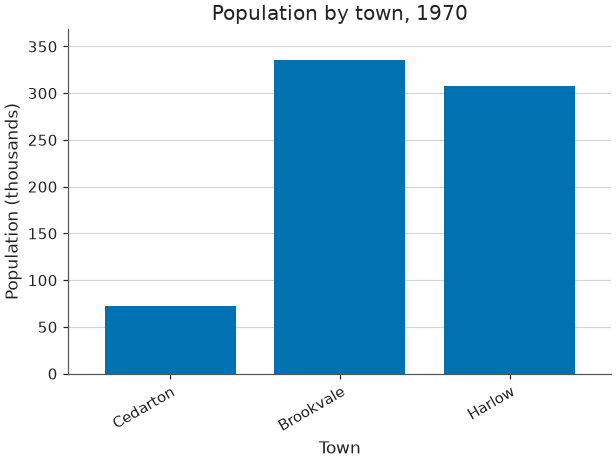 Population by town, 1970
Population (thousands)
350
300
250
200
150
100
50
0
Cedarton
Brookvale
Harlow
Town